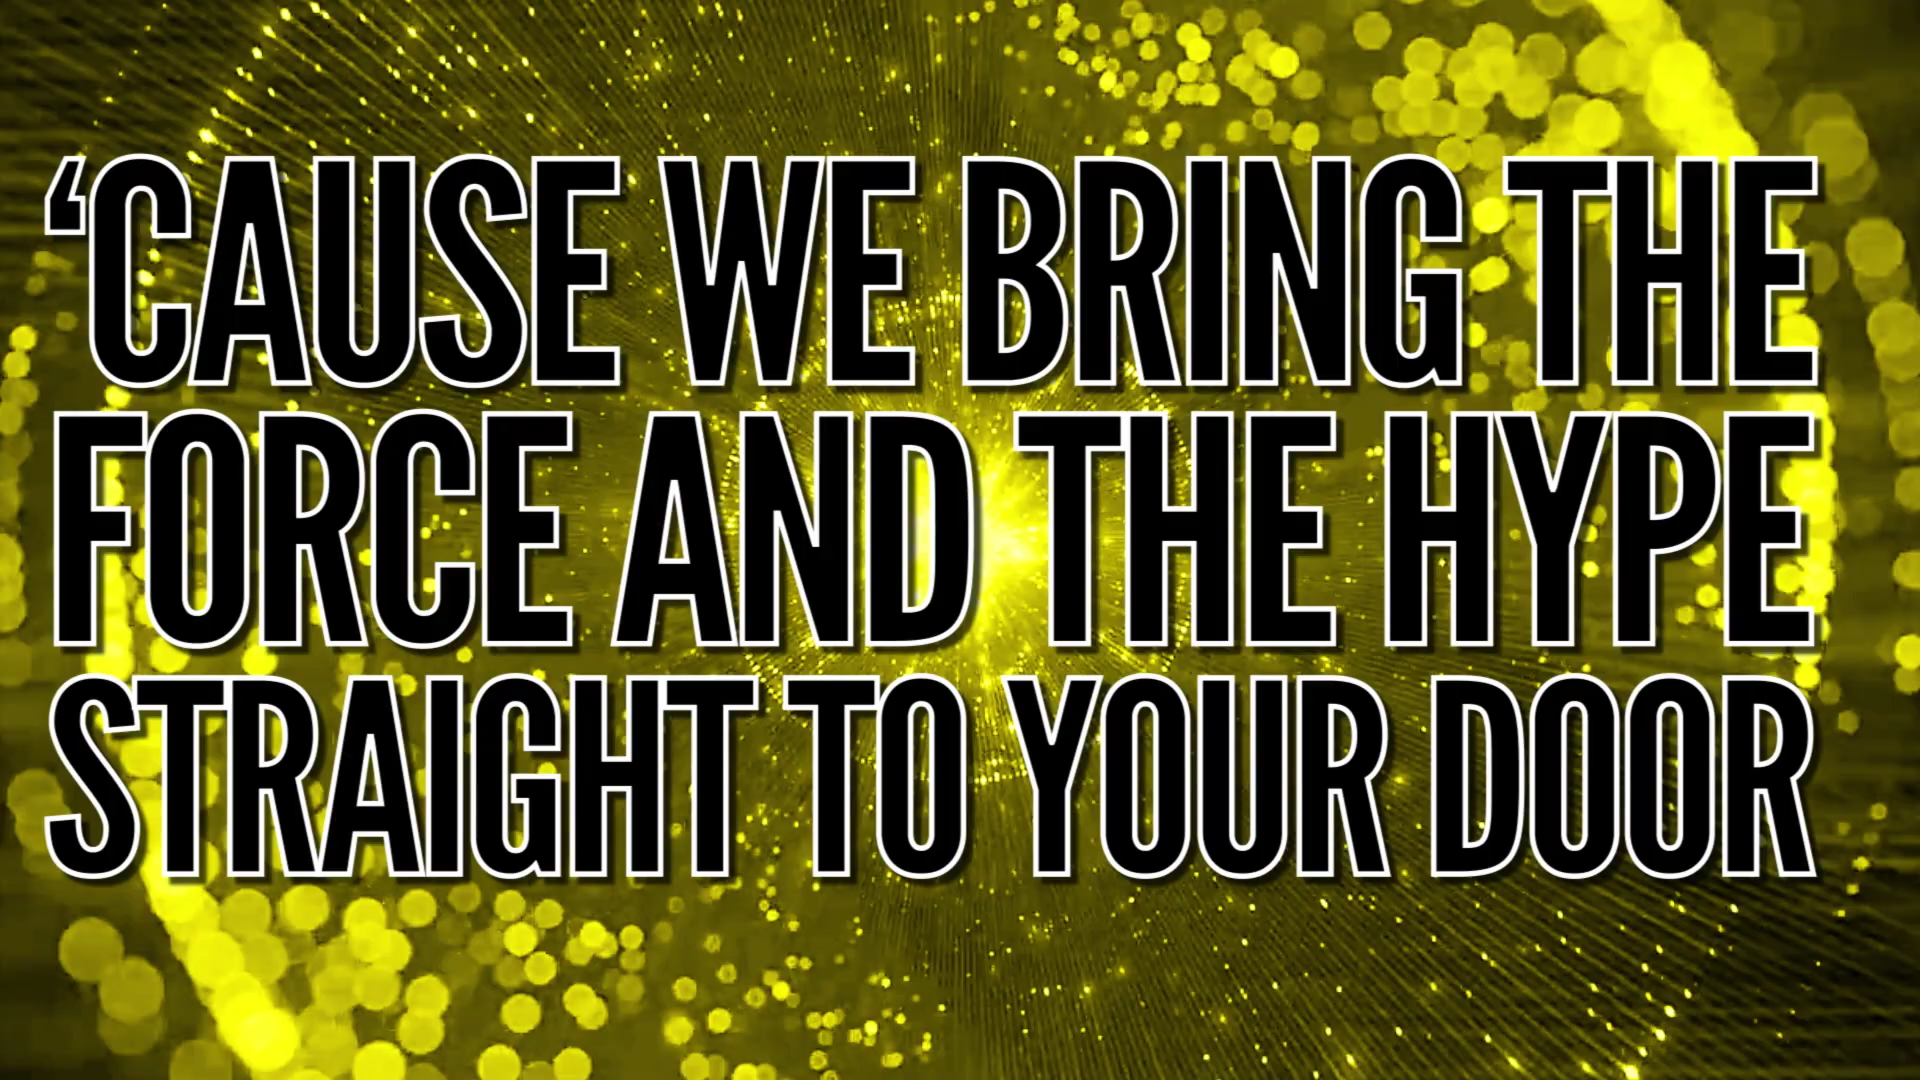 ‘CAUSE WE BRING THE
FORCE AND THE HYPE
STRAIGHT TO YOUR DOOR